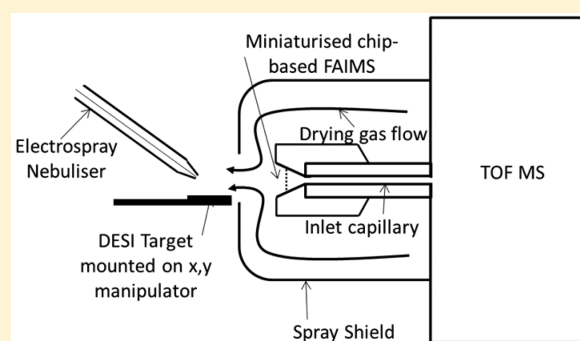 Miniaturised chip-
based FAIMS
Electrospray
Nebuliser
Drying gas flow
TOF MS
Inlet capillary
DESI Target
mounted on x,y
manipulator
Spray Shield